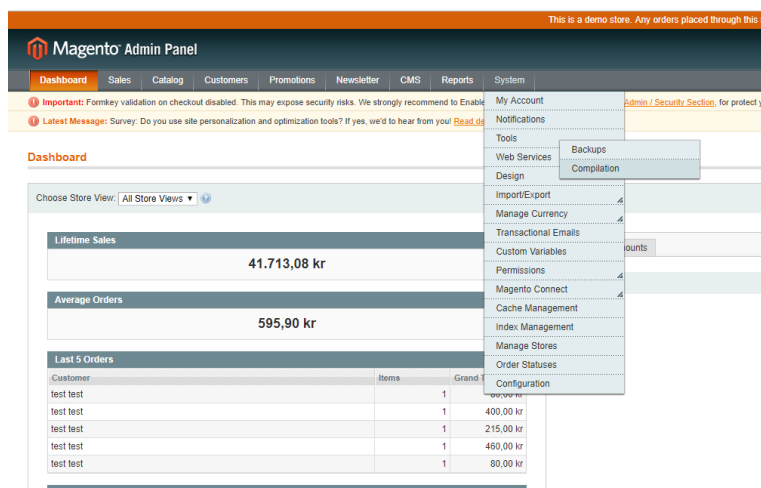 This is a demo store. Any orders placed through this
Magento Admin Panel
Dashboard Sales Catalog Customers Promotions Newsletter CMS Reports System
Important: Formkey validation on checkout disabled. This may expose security risks. We strongly recommend to Enable Admin / Security Section, for protect
Latest Message: Survey: Do you use site personalization and optimization tools? If yes, we'd to hear from you! Read de
My Account
Notifications
Tools
Web Services
Design
Import/Export
Manage Currency
Transactional Emails
Custom Variables
Permissions
Magento Connect
Cache Management
Index Management
Manage Stores
Order Statuses
Configuration
Backups
Compilation
Dashboard
Choose Store View: All Store Views
ounts
Lifetime Sales
41.713,08 kr
Average Orders
595,90 kr
Last 5 Orders
Customer Items Grand
test test 1 80,00 kr
test test 1 400,00 kr
test test 1 215,00 kr
test test 1 460,00 kr
test test 1 80,00 kr